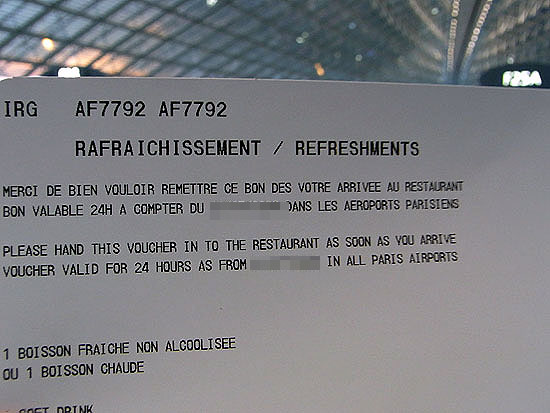 F25A
IRG AF7792 AF7792
RAFRAICHISSEMENT / REFRESHMENTS
MERCI DE BIEN VOULOIR REMETTRE CE BON DES VOTRE ARRIVEE AU RESTAURANT
BON VALABLE 24H A COMPTER DU DANS LES AEROPORTS PARISIENS
PLEASE HAND THIS VOUCHER IN TO THE RESTAURANT AS SOON AS YOU ARRIVE
VOUCHER VALID FOR 24 HOURS AS FROM IN ALL PARIS AIRPORTS
1 BOISSON FRAICHE NON ALCOOLISEE
OU 1 BOISSON CHAUDE
SOFT DRINK